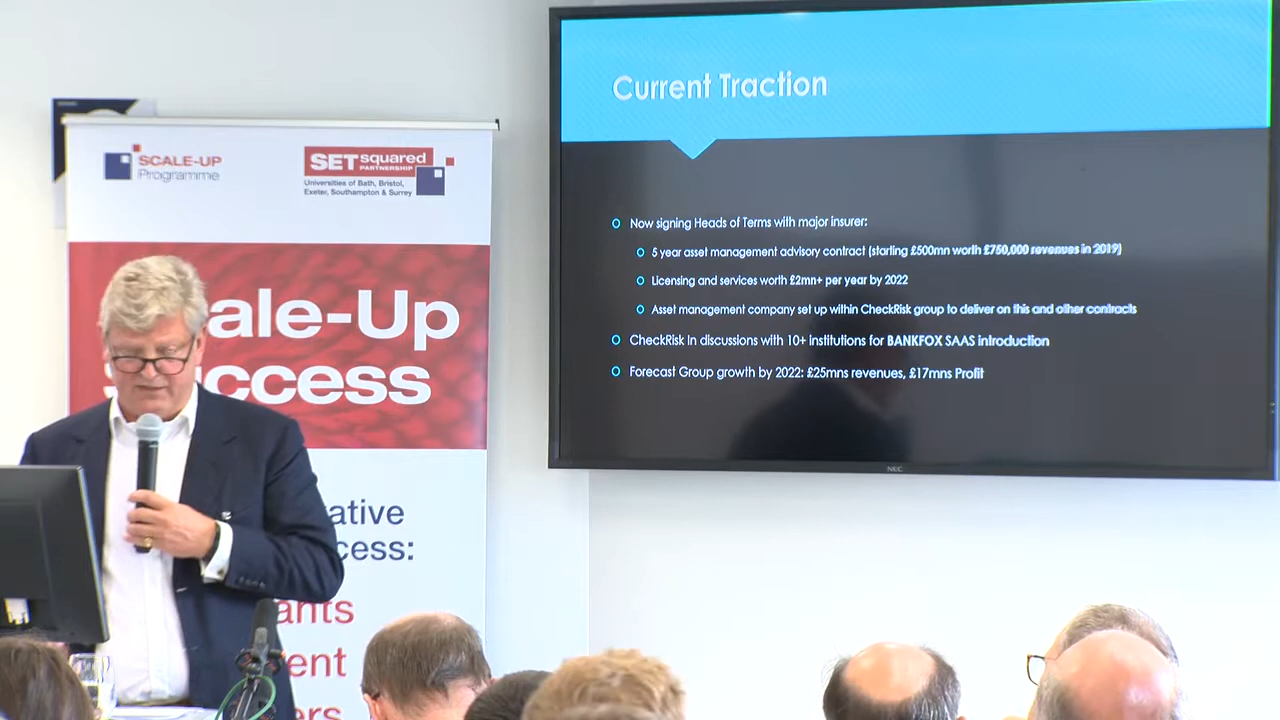 SCALE-UP
Programme
SETsquared
PARTNERSHIP
Universities of Bath, Bristol,
Exeter, Southampton & Surrey
ale-Up
ccess
ative
cess:
ants
ent
ers
Current Traction
Now signing Heads of Terms with major insurer:
5 year asset management advisory contract (starting £500mn worth £750,000 revenues in 2019)
Licensing and services worth £2mn+ per year by 2022
Asset management company set up within CheckRisk group to deliver on this and other contracts
CheckRisk In discussions with 10+ institutions for BANKFOX SAAS introduction
Forecast Group growth by 2022: £25mns revenues, £17mns Profit
NEC